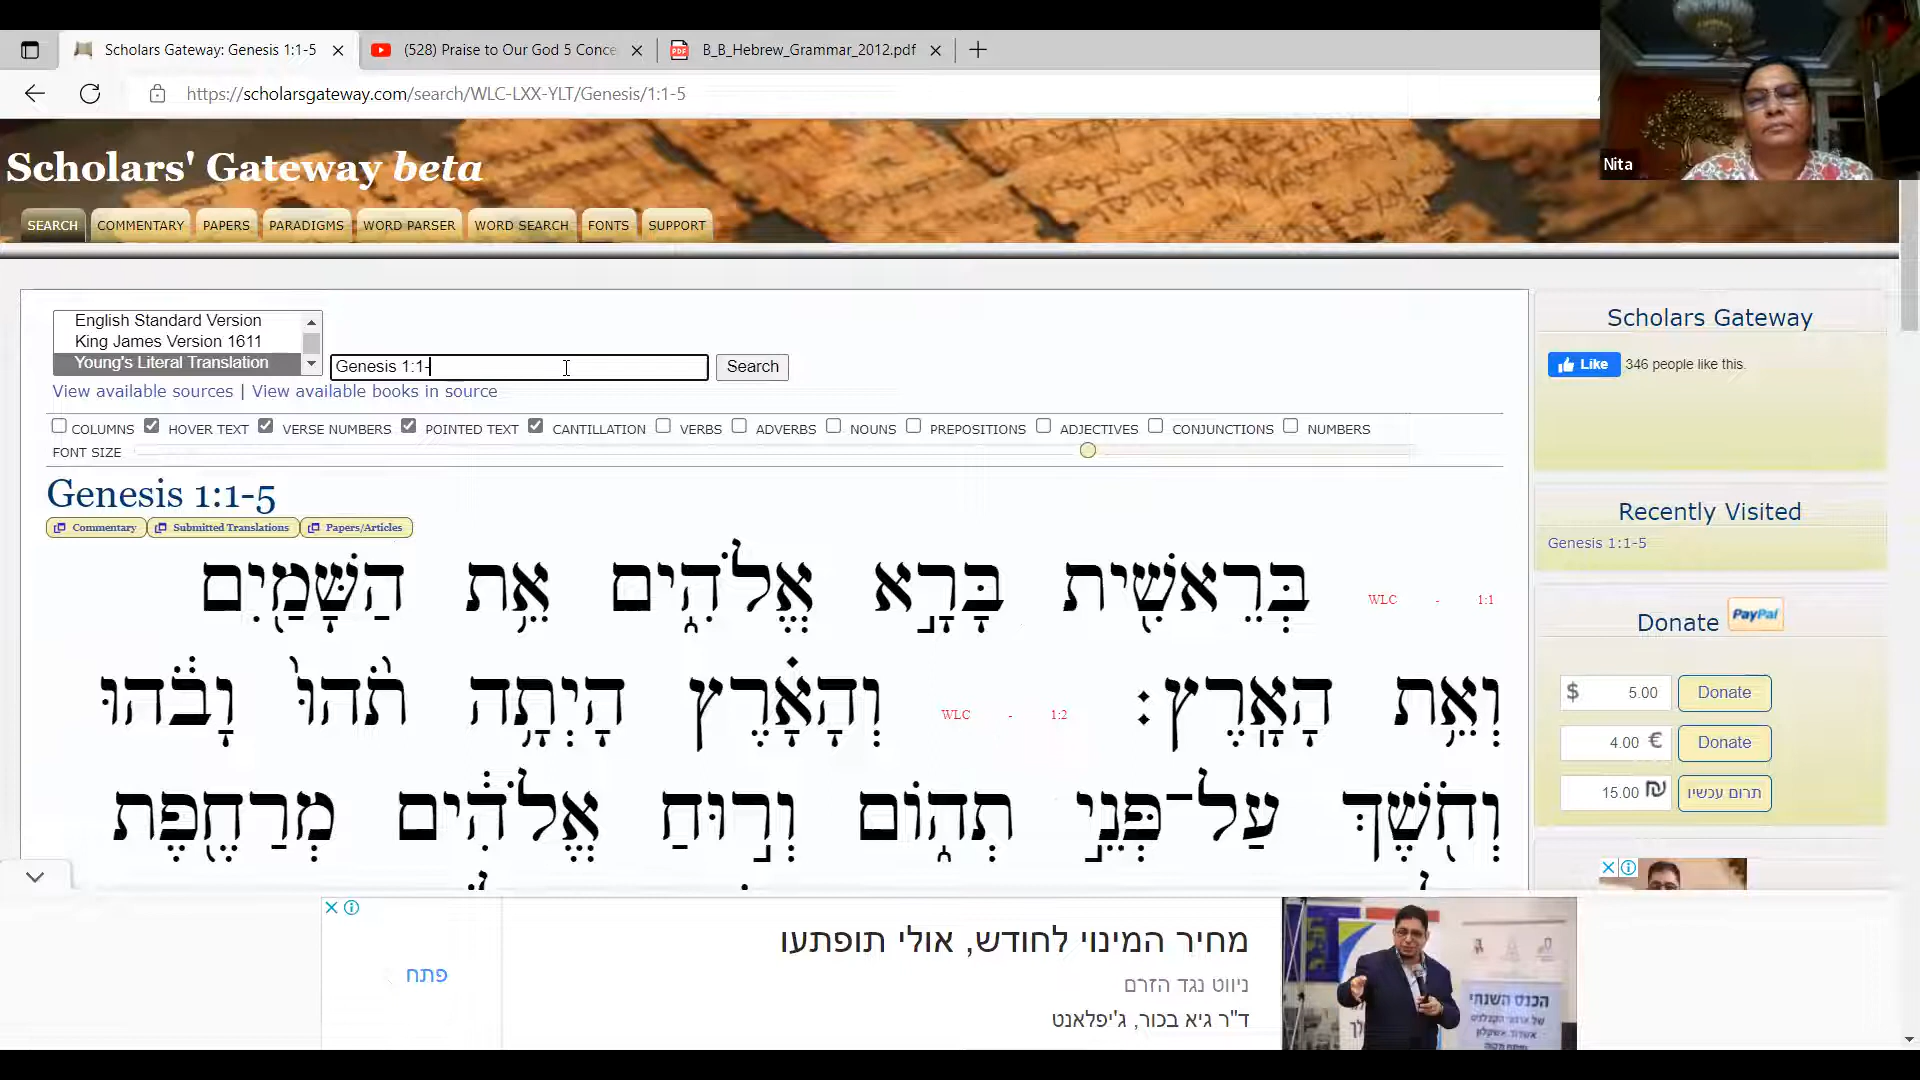 Scholars Gateway: Genesis 1:1-5
(528) Praise to Our God 5 Conce
B_B_Hebrew_Grammar_2012.pdf
https://scholarsgateway.com/search/WLC-LXX-YLT/Genesis/1:1-5
Nita
Scholars' Gateway beta
SEARCH COMMENTARY PAPERS PARADIGMS WORD PARSER WORD SEARCH FONTS SUPPORT
English Standard Version
King James Version 1611
Young's Literal Translation
Genesis 1:1-
Search
View available sources | View available books in source
COLUMNS HOVER TEXT VERSE NUMBERS POINTED TEXT CANTILLATION VERBS ADVERBS NOUNS PREPOSITIONS ADJECTIVES CONJUNCTIONS NUMBERS
FONT SIZE
Genesis 1:1-5
Commentary Submitted Translations Papers/Articles
WLC - 1:1 בְּרֵאשִׁ֖ית בָּרָ֣א אֱלֹהִ֑ים אֵ֥ת הַשָּׁמַ֖יִם
וְאֵ֥ת הָאָֽרֶץ׃ WLC - 1:2 וְהָאָ֗רֶץ הָיְתָ֥ה תֹ֙הוּ֙ וָבֹ֔הוּ
וְחֹ֖שֶׁךְ עַל־פְּנֵ֣י תְה֑וֹם וְר֣וּחַ אֱלֹהִ֔ים מְרַחֶ֖פֶת
Scholars Gateway
Like 346 people like this.
Recently Visited
Genesis 1:1-5
Donate PayPal
$ 5.00 Donate
4.00 € Donate
15.00 ₪ תרום עכשיו
מחיר המינוי לחודש, אולי תופתעו
ניווט נגד הזרם
ד"ר גיא בכור, ג'יפלאנט
פתח
הכנס השנתי